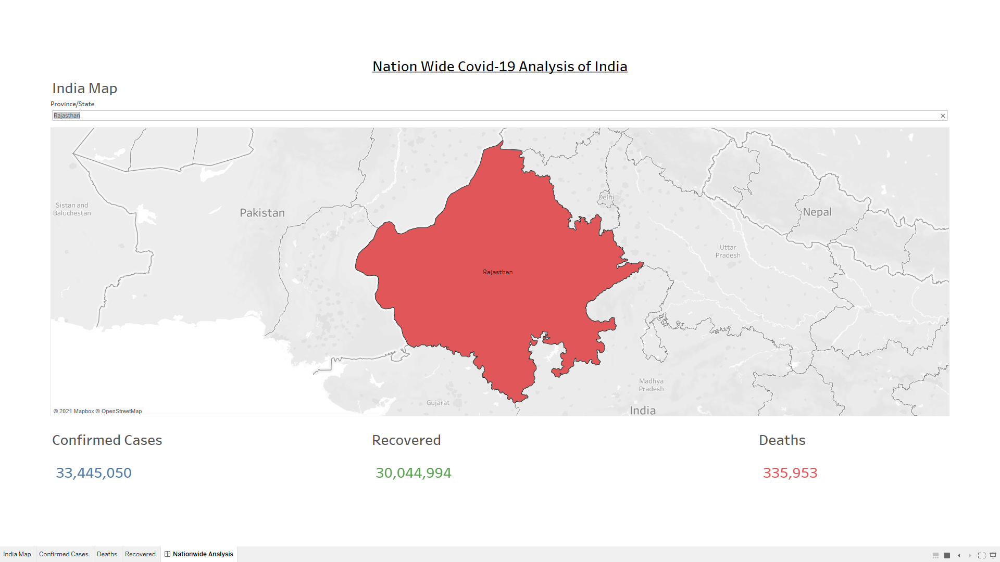 Nation Wide Covid-19 Analysis of India
India Map
Province/State
Rajasthan
Sistan and
Baluchestan
Pakistan
Delhi
Nepal
Uttar
Pradesh
Rajasthan
Madhya
Pradesh
Gujarat
India
© 2021 Mapbox © OpenStreetMap
Confirmed Cases
Recovered
Deaths
33,445,050
30,044,994
335,953
India Map
Confirmed Cases
Deaths
Recovered
Nationwide Analysis